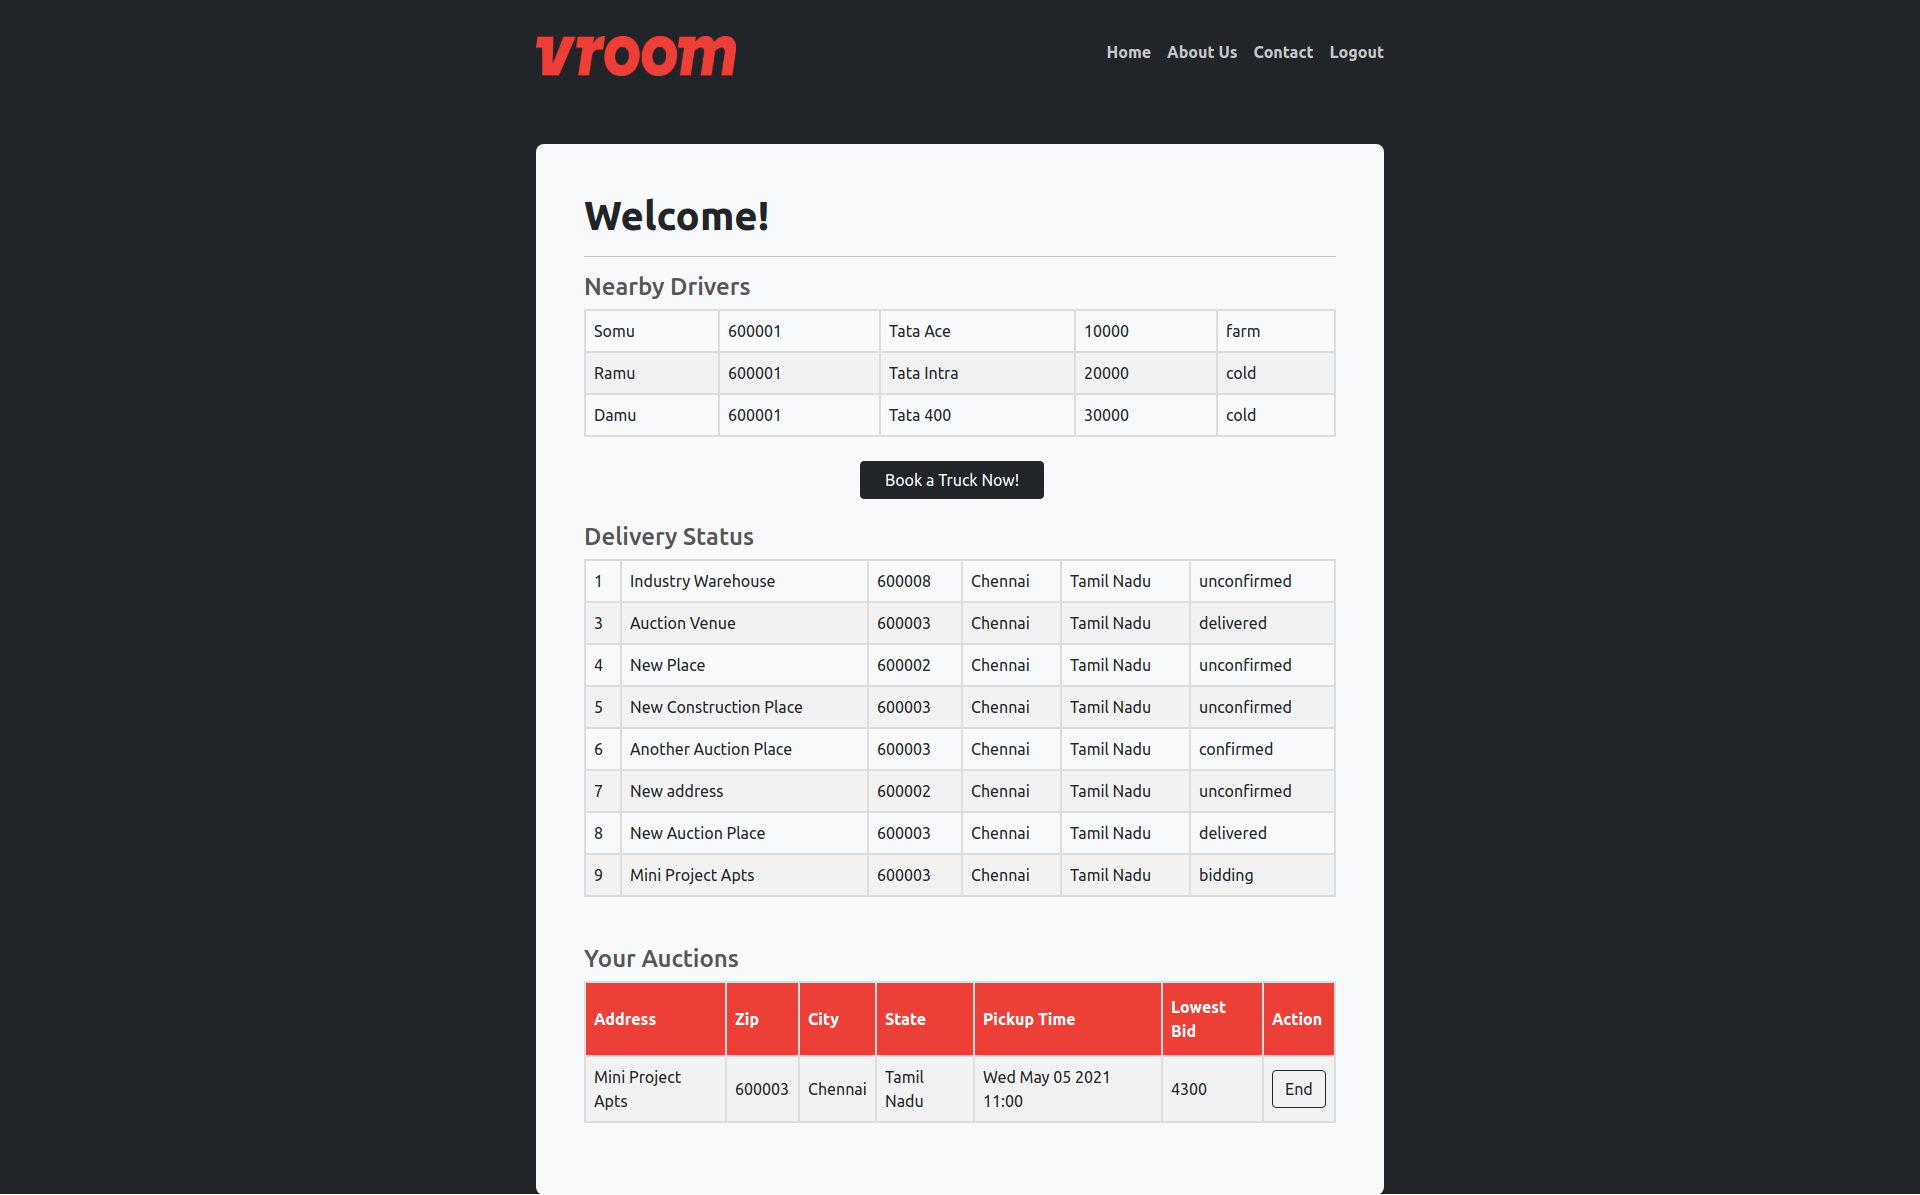 vroom
Home About Us Contact Logout
Welcome!
Nearby Drivers
Somu 600001 Tata Ace 10000 farm
Ramu 600001 Tata Intra 20000 cold
Damu 600001 Tata 400 30000 cold
Book a Truck Now!
Delivery Status
1 Industry Warehouse 600008 Chennai Tamil Nadu unconfirmed
3 Auction Venue 600003 Chennai Tamil Nadu delivered
4 New Place 600002 Chennai Tamil Nadu unconfirmed
5 New Construction Place 600003 Chennai Tamil Nadu unconfirmed
6 Another Auction Place 600003 Chennai Tamil Nadu confirmed
7 New address 600002 Chennai Tamil Nadu unconfirmed
8 New Auction Place 600003 Chennai Tamil Nadu delivered
9 Mini Project Apts 600003 Chennai Tamil Nadu bidding
Your Auctions
Address Zip City State Pickup Time Lowest
Bid Action
Mini Project
Apts 600003 Chennai Tamil
Nadu Wed May 05 2021
11:00 4300 End